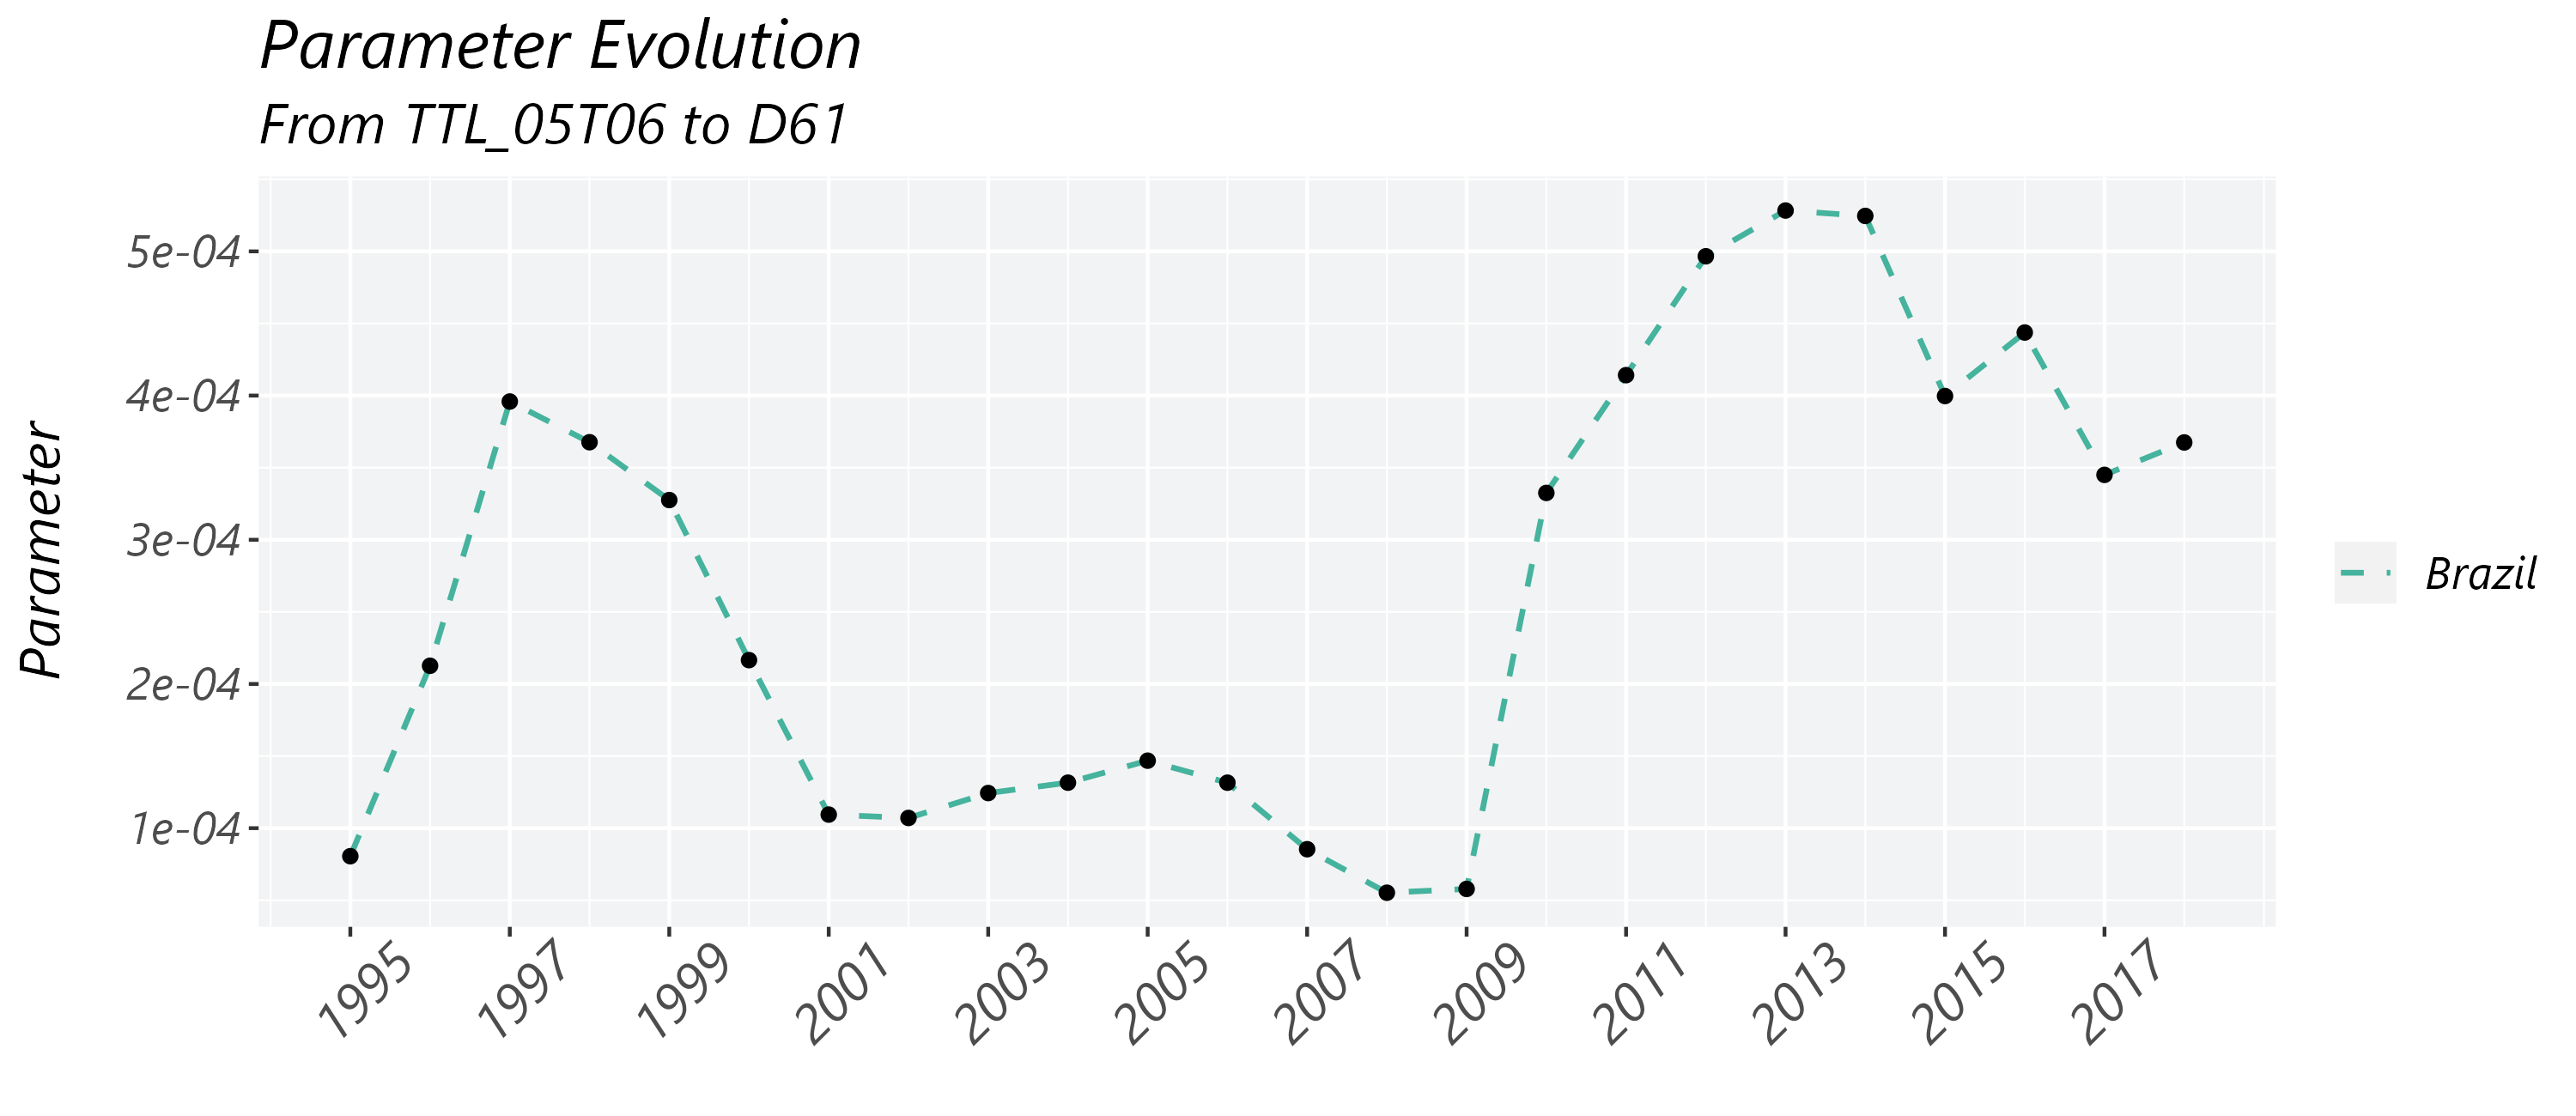 Parameter Evolution
From TTL_05T06 to D61
Parameter
5e-04
4e-04
3e-04
2e-04
1e-04
1995
1997
1999
2001
2003
2005
2007
2009
2011
2013
2015
2017
Brazil